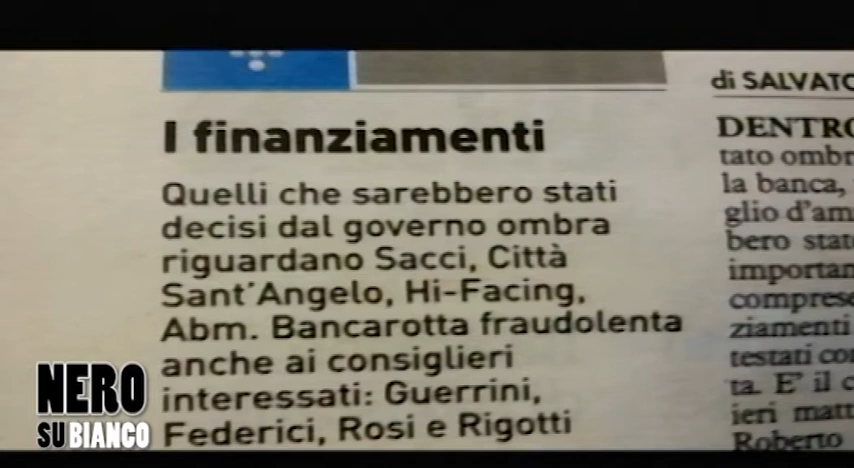 I finanziamenti
Quelli che sarebbero stati
decisi dal governo ombra
riguardano Sacci, Città
Sant'Angelo, Hi-Facing,
Abm. Bancarotta fraudolenta
anche ai consiglieri
interessati: Guerrini,
Federici, Rosi e Rigotti
di SALVATO
DENTRO
tato ombr
la banca,
glio d'am
bero stat
importan
comprese
ziamenti
testati con
ta. E' il c
ieri matt
Roberto
NERO
SU BIANCO